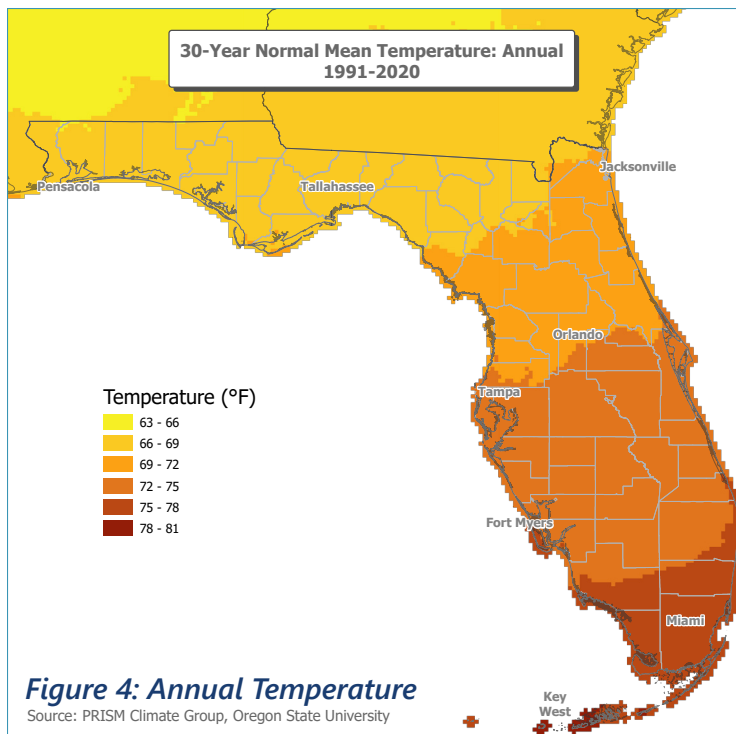 30-Year Normal Mean Temperature: Annual
1991-2020
Jacksonville
Pensacola
Tallahassee
Orlando
Tampa
Temperature (°F)
63 - 66
66 - 69
69 - 72
72 - 75
75 - 78
78 - 81
Fort Myers
Miami
Key
West
Figure 4: Annual Temperature
Source: PRISM Climate Group, Oregon State University